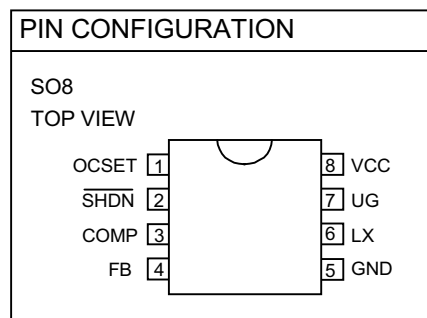 PIN CONFIGURATION
SO8
TOP VIEW
OCSET 1 8 VCC
SHDN 2 7 UG
COMP 3 6 LX
FB 4 5 GND